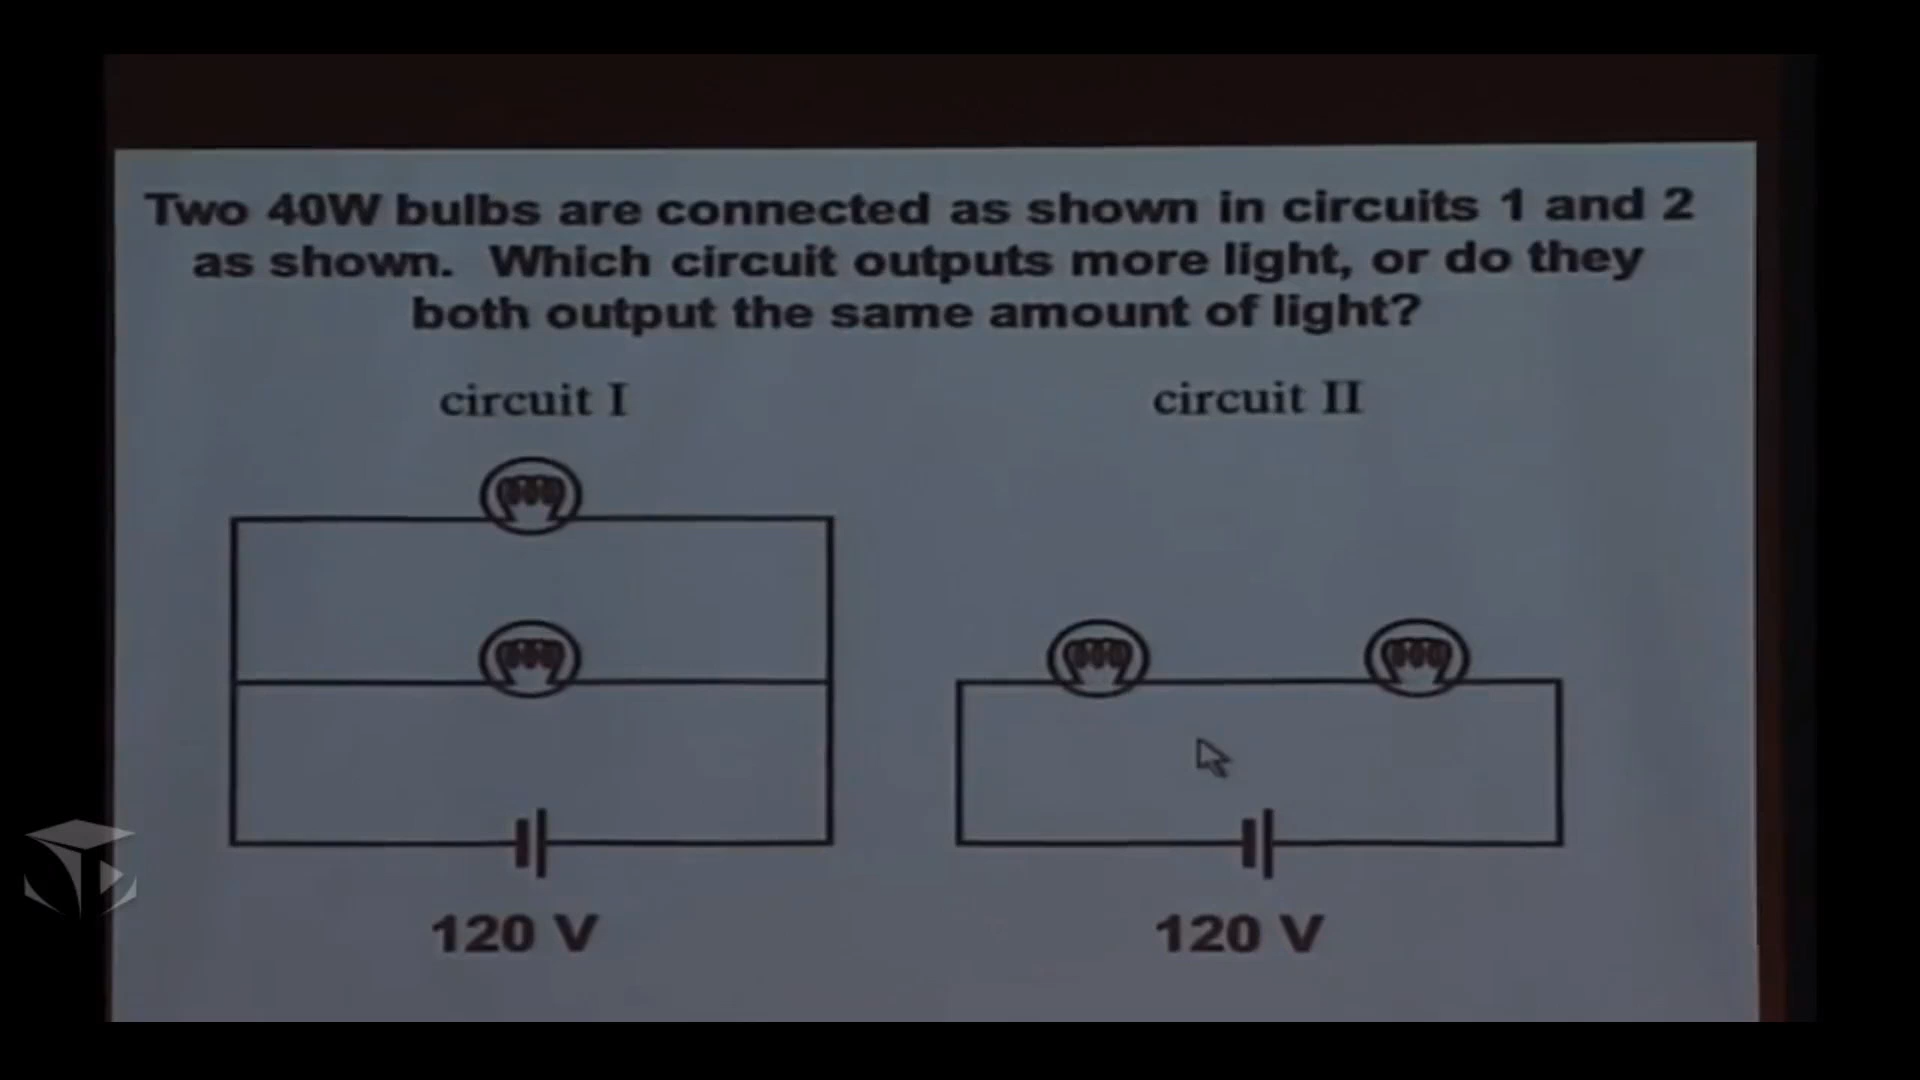 Two 40W bulbs are connected as shown in circuits 1 and 2
as shown. Which circuit outputs more light, or do they
both output the same amount of light?
circuit I
circuit II
120 V
120 V